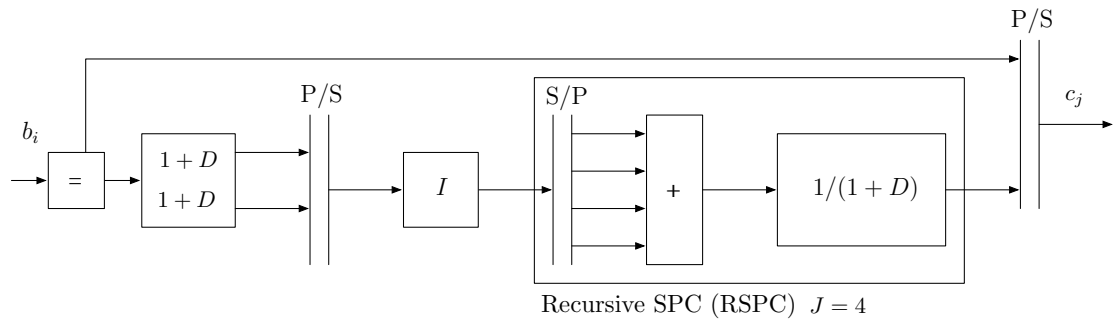 P/S
P/S
S/P
b_i
c_j
=
1 + D
1 + D
I
+
1/(1 + D)
Recursive SPC (RSPC) J = 4